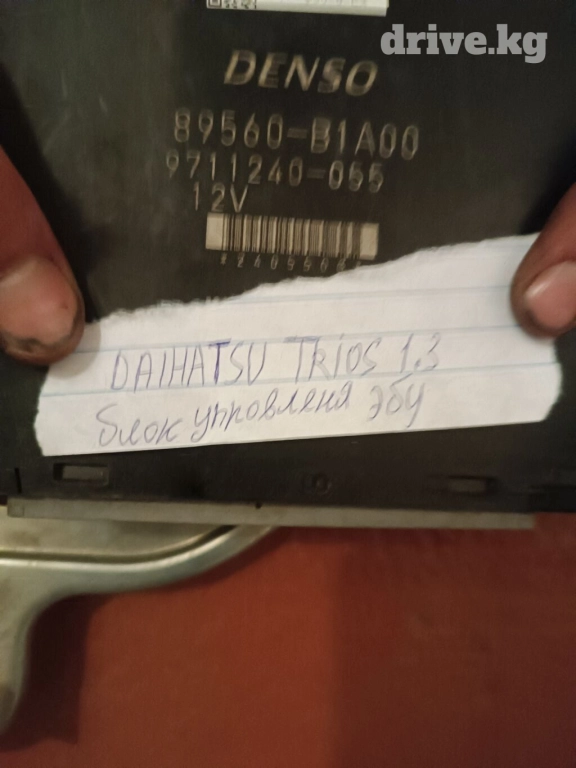 drive.kg
DENSO
89560-B1A00
9711240-055
12V
DAIHATSU TRIOS 1.3
блок упровленя эбу